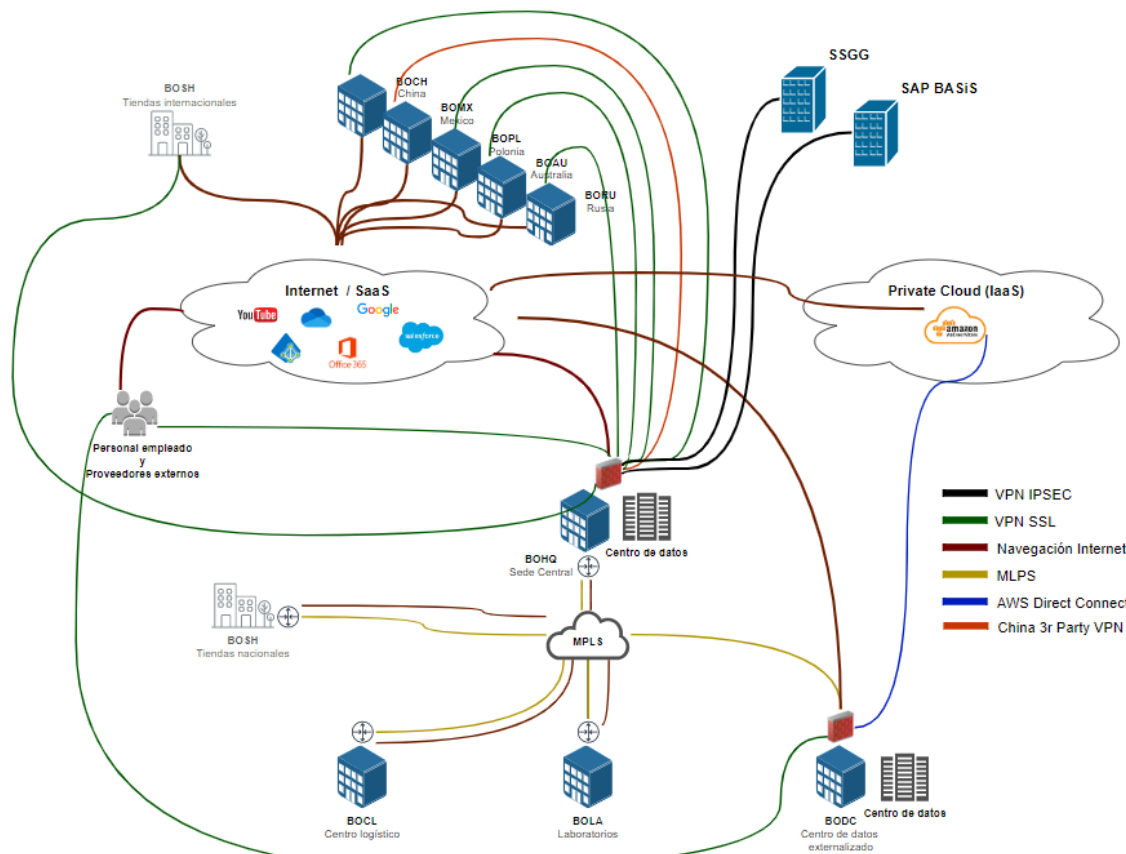 SSGG
SAP BASiS
BOSH
Tiendas internacionales
BOCH
China
BOMX
Mexico
BOPL
Polonia
BOAU
Australia
BORU
Rusia
Internet / SaaS
YouTube
Google
salesforce
Office 365
Private Cloud (IaaS)
amazon
Personal empleado
y
Proveedores externos
VPN IPSEC
VPN SSL
Navegación Internet
MLPS
AWS Direct Connect
China 3r Party VPN
BOHQ
Sede Central
Centro de datos
BOSH
Tiendas nacionales
MPLS
BOCL
Centro logístico
BOLA
Laboratorios
BODC
Centro de datos
externalizado
Centro de datos